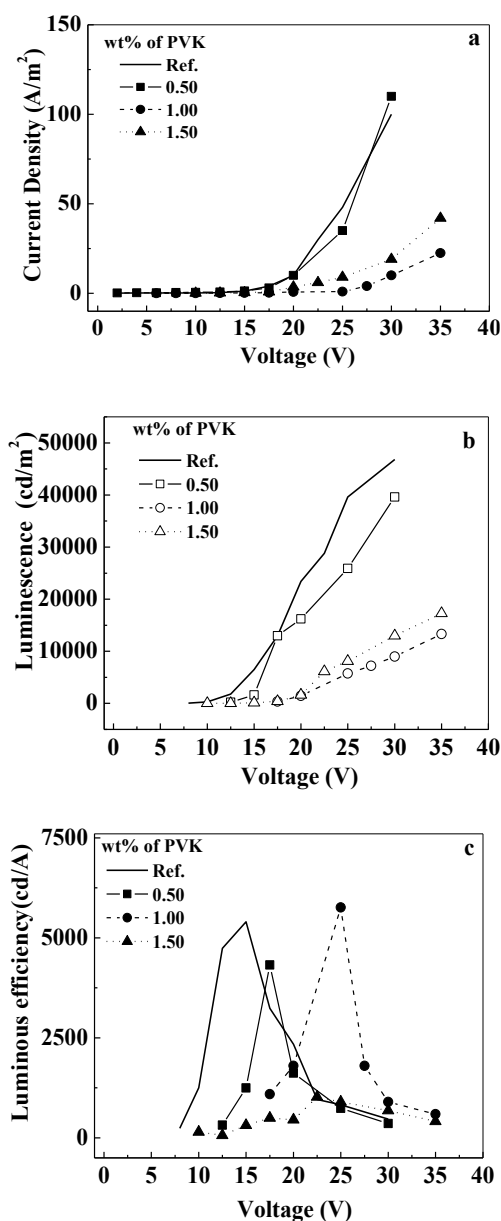 150
wt% of PVK
a
Ref.
0.50
1.00
1.50
100
50
0
Current Density (A/m²)
0 5 10 15 20 25 30 35 40
Voltage (V)
wt% of PVK
b
50000
Ref.
0.50
40000
1.00
1.50
30000
20000
10000
0
Luminescence (cd/m²)
0 5 10 15 20 25 30 35 40
Voltage (V)
7500
wt% of PVK
c
Ref.
0.50
1.00
1.50
5000
2500
0
Luminous efficiency(cd/A)
0 5 10 15 20 25 30 35 40
Voltage (V)